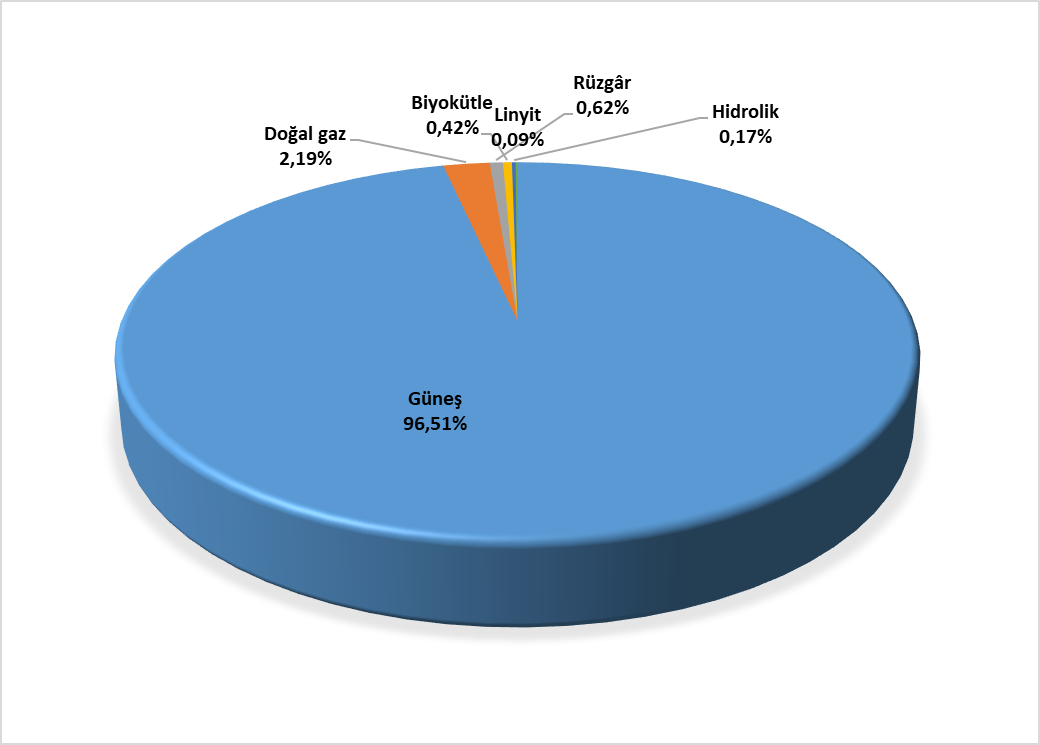 Rüzgâr
0,62%
Biyokütle
0,42%
Linyit
0,09%
Hidrolik
0,17%
Doğal gaz
2,19%
Güneş
96,51%